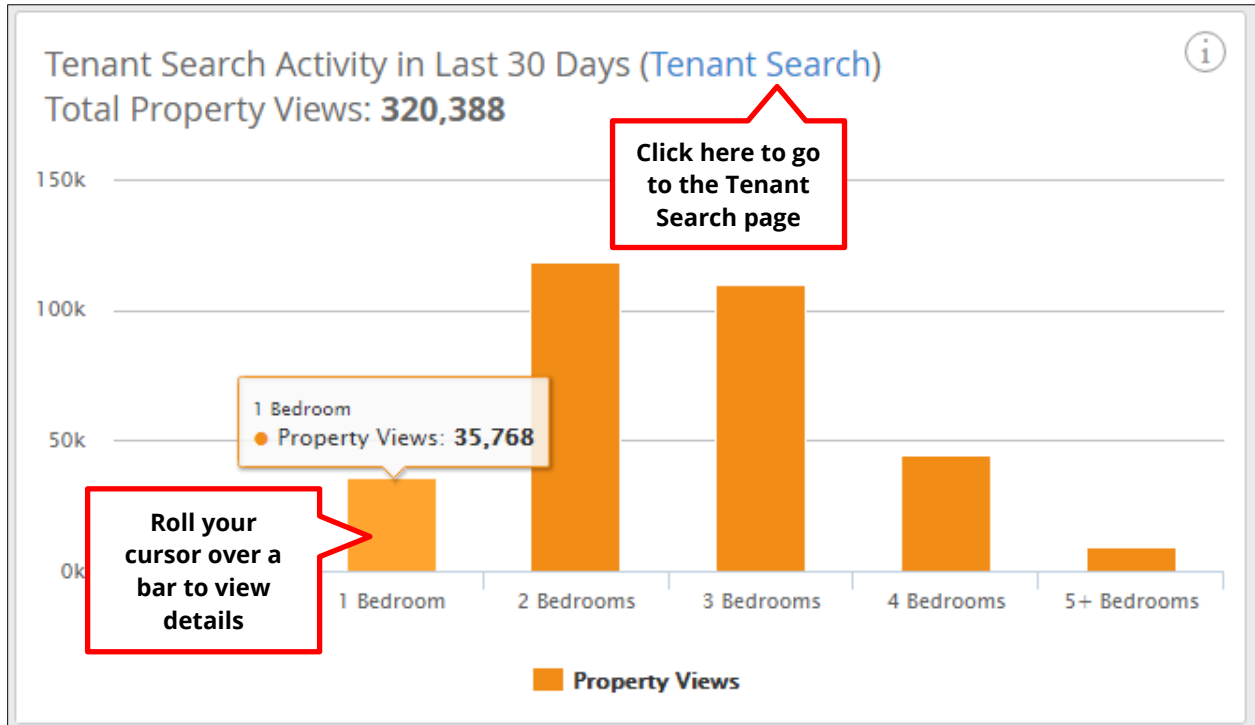 Tenant Search Activity in Last 30 Days (Tenant Search)
i
Total Property Views: 320,388
Click here to go
to the Tenant
Search page
150k
100k
50k
0k
1 Bedroom
● Property Views: 35,768
Roll your
cursor over a
bar to view
details
1 Bedroom
2 Bedrooms
3 Bedrooms
4 Bedrooms
5+ Bedrooms
Property Views